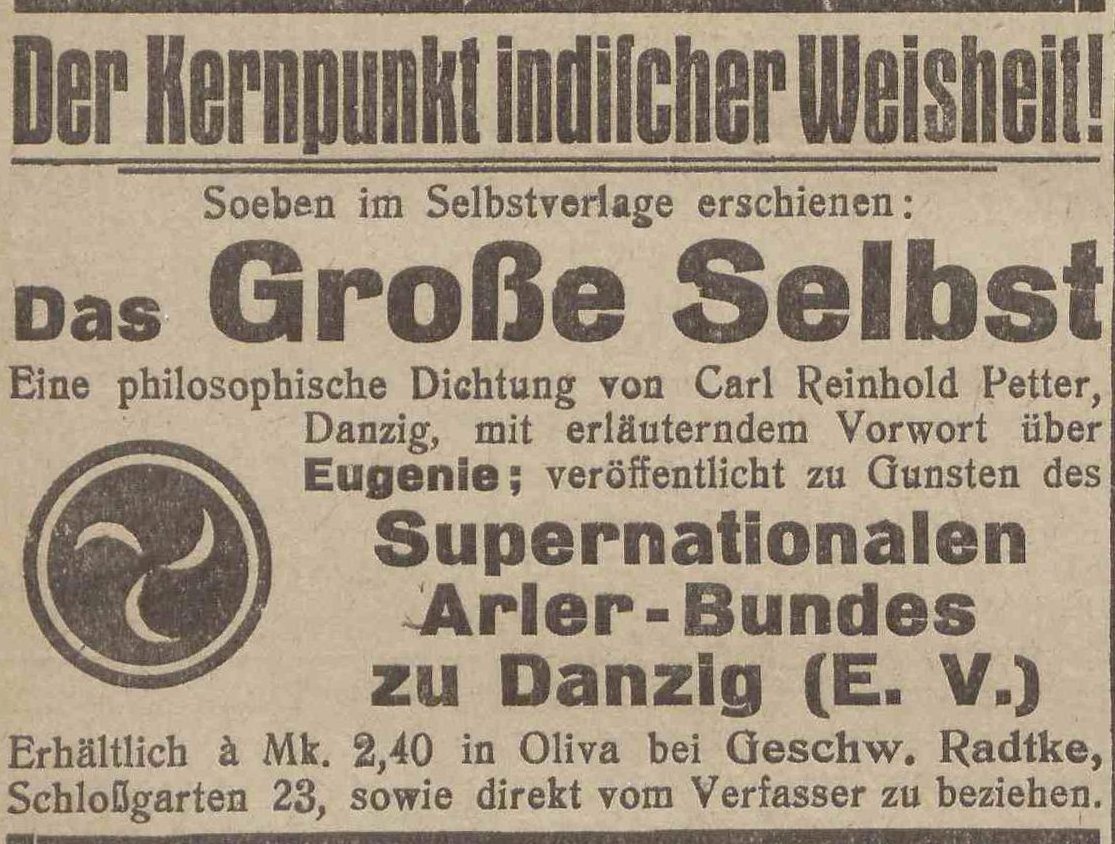 Der Kernpunkt indiſcher Weisheit!
Soeben im Selbstverlage erschienen:
Das Große Selbst
Eine philosophische Dichtung von Carl Reinhold Petter,
Danzig, mit erläuterndem Vorwort über
Eugenie; veröffentlicht zu Gunsten des
Supernationalen
Arler-Bundes
zu Danzig (E. V.)
Erhältlich à Mk. 2,40 in Oliva bei Geschw. Radtke,
Schloßgarten 23, sowie direkt vom Verfasser zu beziehen.